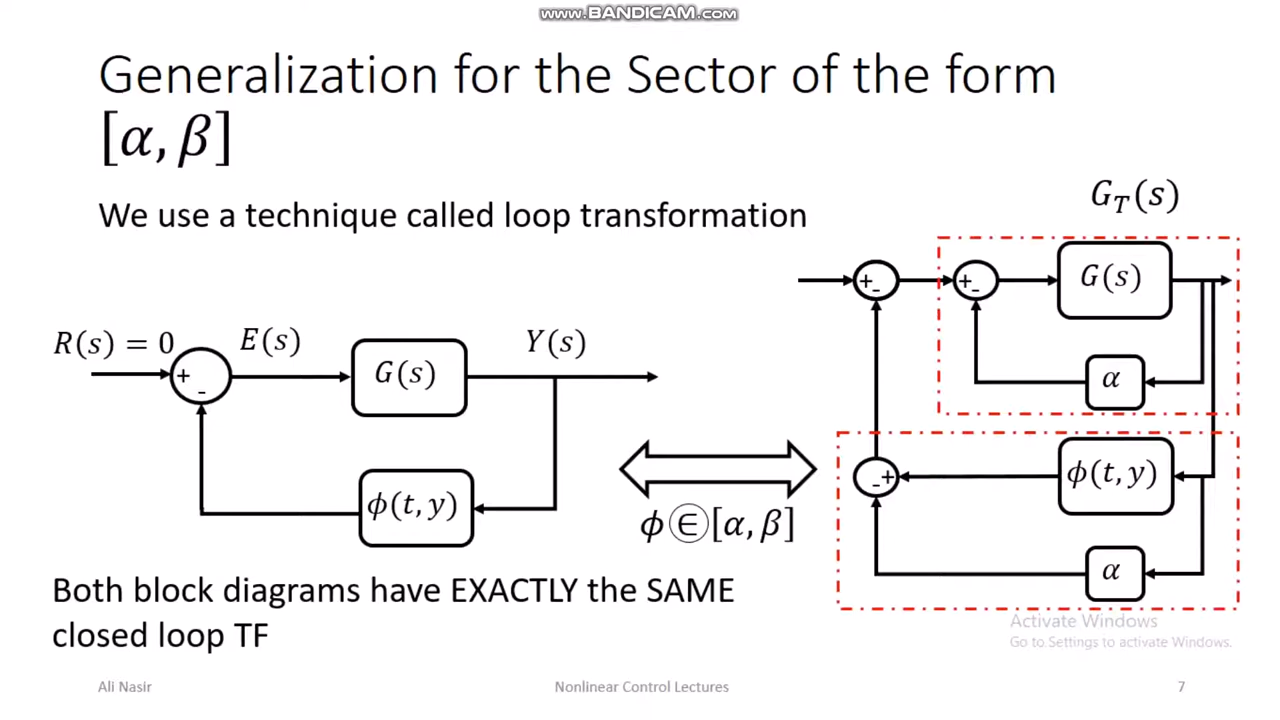 www.BANDICAM.com
Generalization for the Sector of the form
[α, β]
We use a technique called loop transformation
G_T(s)
+
-
+
-
G(s)
α
R(s) = 0
E(s)
Y(s)
+
-
G(s)
ϕ(t, y)
ϕ ∈ [α, β]
-
+
ϕ(t, y)
α
Both block diagrams have EXACTLY the SAME
closed loop TF
Activate Windows
Go to Settings to activate Windows.
Ali Nasir
Nonlinear Control Lectures
7